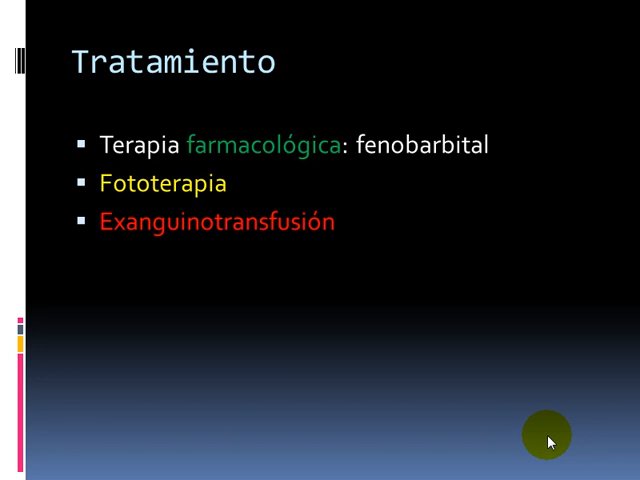 Tratamiento
Terapia farmacológica: fenobarbital
Fototerapia
Exanguinotransfusión